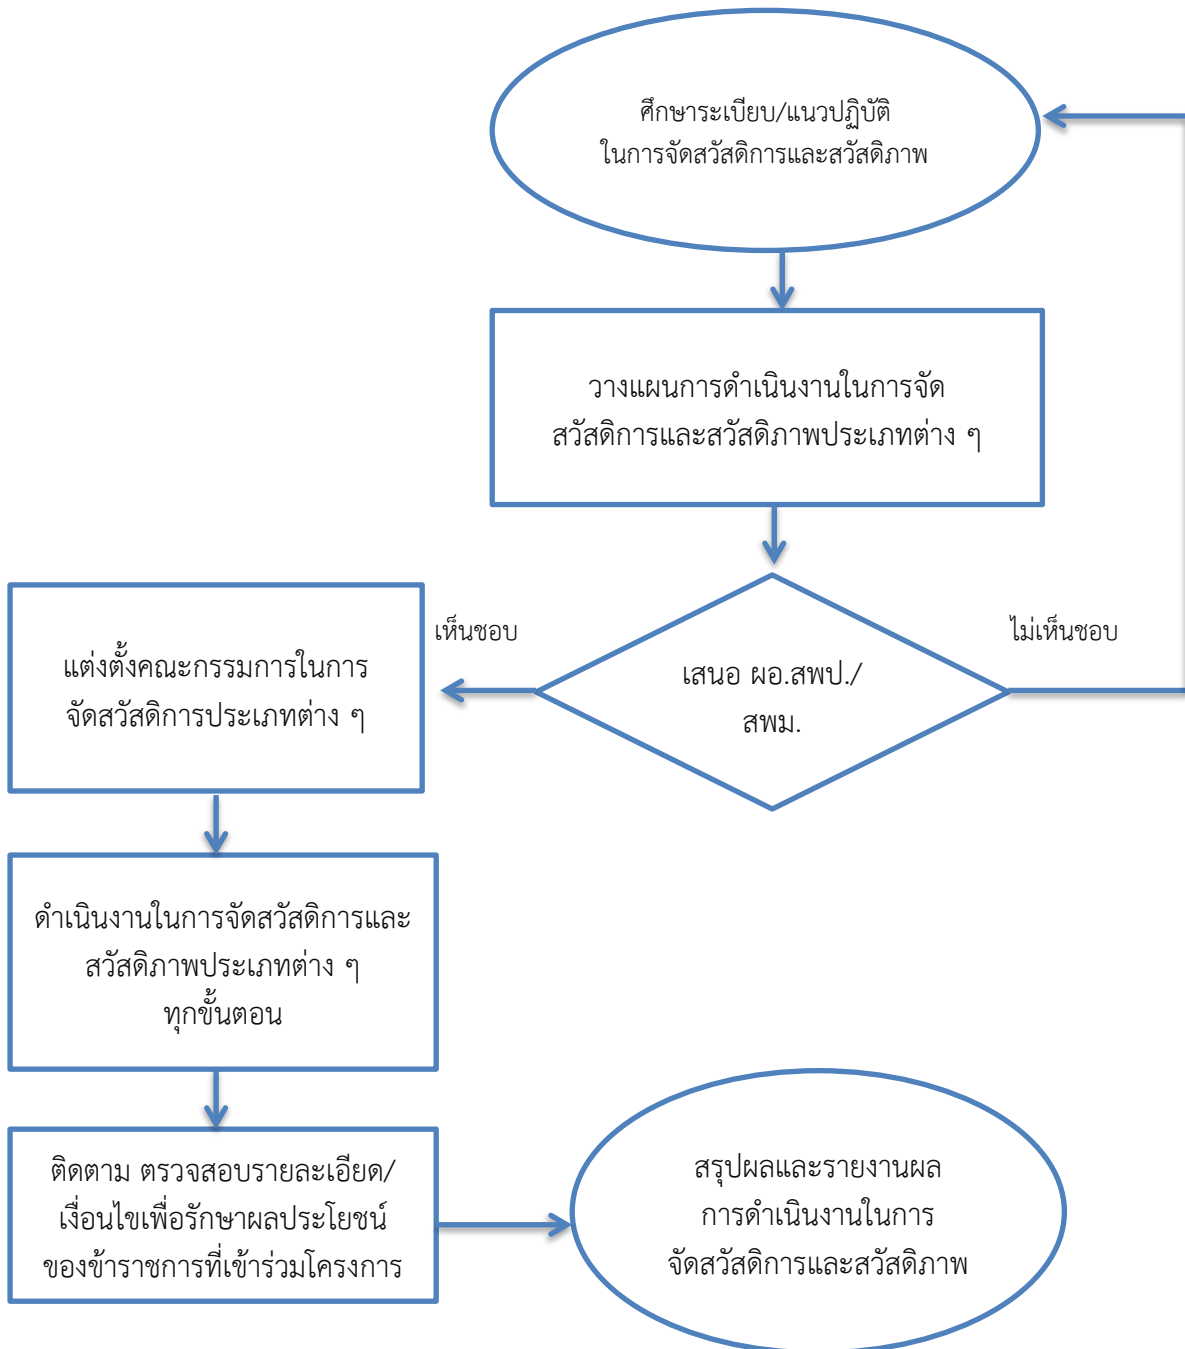 ศึกษาระเบียบ/แนวปฏิบัติ
ในการจัดสวัสดิการและสวัสดิภาพ
วางแผนการดำเนินงานในการจัด
สวัสดิการและสวัสดิภาพประเภทต่าง ๆ
เห็นชอบ
ไม่เห็นชอบ
เสนอ ผอ.สพป./
สพม.
แต่งตั้งคณะกรรมการในการ
จัดสวัสดิการประเภทต่าง ๆ
ดำเนินงานในการจัดสวัสดิการและ
สวัสดิภาพประเภทต่าง ๆ
ทุกขั้นตอน
ติดตาม ตรวจสอบรายละเอียด/
เงื่อนไขเพื่อรักษาผลประโยชน์
ของข้าราชการที่เข้าร่วมโครงการ
สรุปผลและรายงานผล
การดำเนินงานในการ
จัดสวัสดิการและสวัสดิภาพ